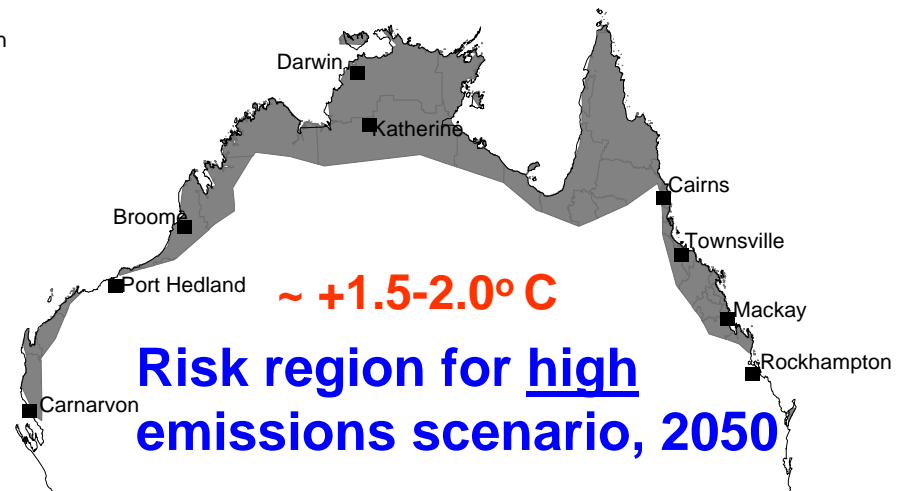 n
Darwin
Katherine
Broome
Cairns
Townsville
Port Hedland
~ +1.5-2.0º C
Mackay
Risk region for high
Rockhampton
Carnarvon
emissions scenario, 2050